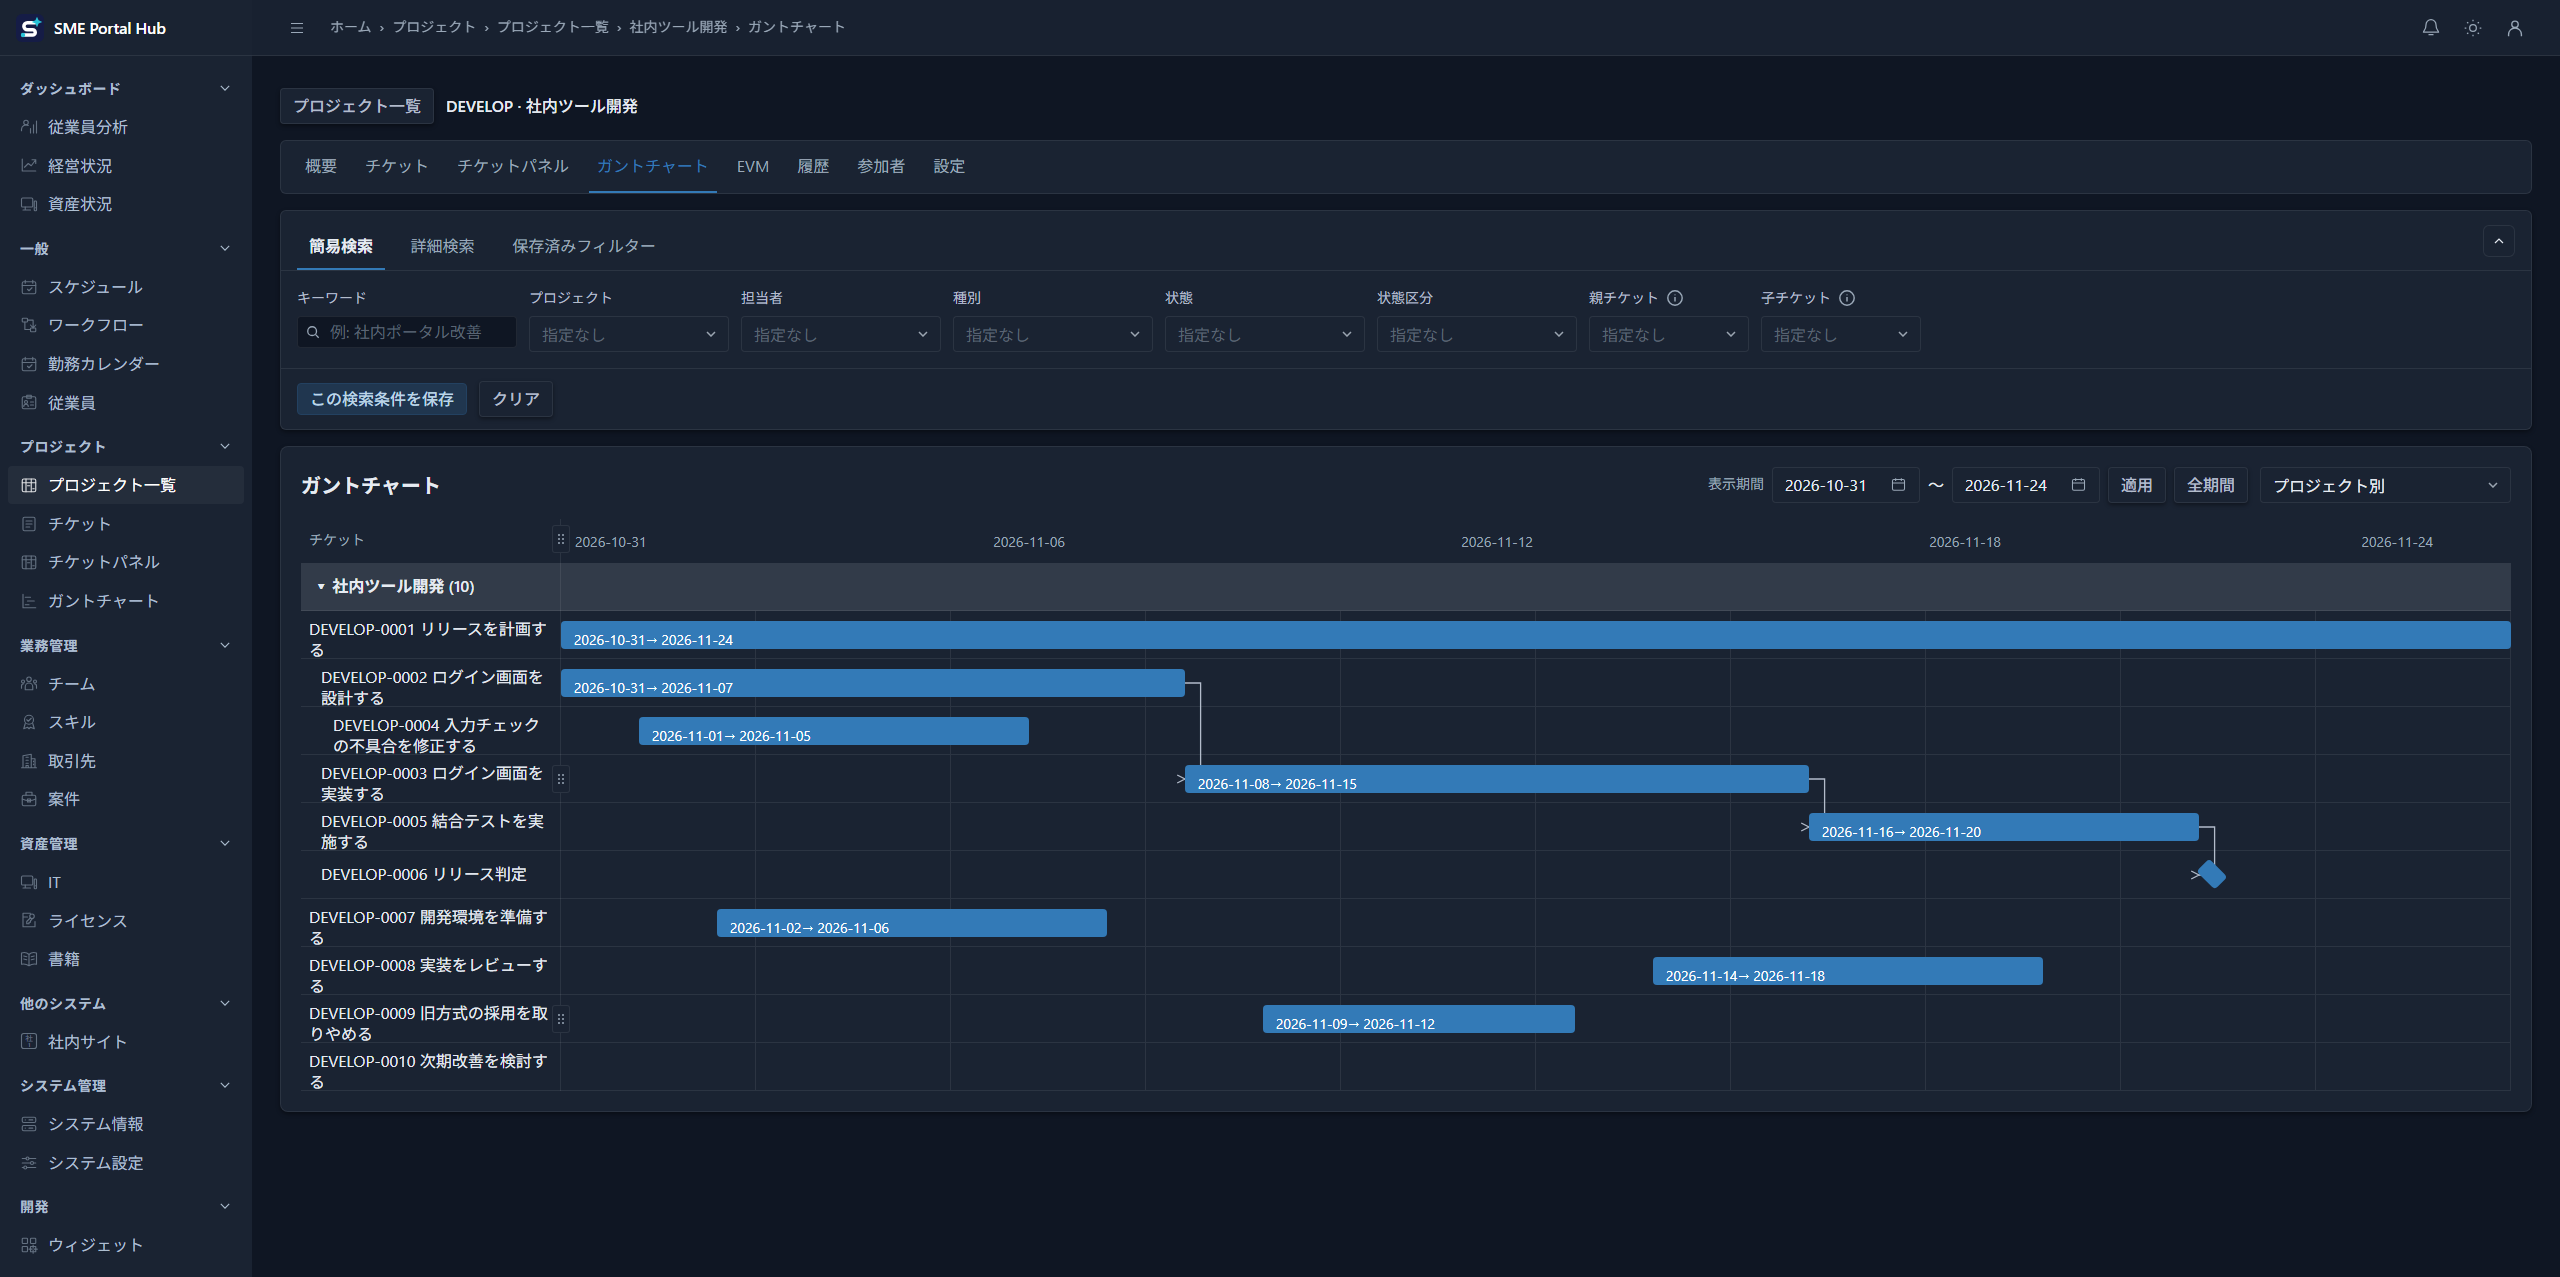 SME Portal Hub
ホーム › プロジェクト › プロジェクト一覧 › 社内ツール開発 › ガントチャート
ダッシュボード
従業員分析
経営状況
資産状況
一般
スケジュール
ワークフロー
勤務カレンダー
従業員
プロジェクト
プロジェクト一覧
チケット
チケットパネル
ガントチャート
業務管理
チーム
スキル
取引先
案件
資産管理
IT
ライセンス
書籍
他のシステム
社内サイト
システム管理
システム情報
システム設定
開発
ウィジェット
プロジェクト一覧 DEVELOP · 社内ツール開発
概要 チケット チケットパネル ガントチャート EVM 履歴 参加者 設定
簡易検索 詳細検索 保存済みフィルター
キーワード プロジェクト 担当者 種別 状態 状態区分 親チケット 子チケット
例: 社内ポータル改善 指定なし 指定なし 指定なし 指定なし 指定なし 指定なし 指定なし
この検索条件を保存 クリア
ガントチャート 表示期間 2026-10-31 〜 2026-11-24 適用 全期間 プロジェクト別
チケット 2026-10-31 2026-11-06 2026-11-12 2026-11-18 2026-11-24
▼ 社内ツール開発 (10)
DEVELOP-0001 リリースを計画す
る
2026-10-31→ 2026-11-24
DEVELOP-0002 ログイン画面を
設計する
2026-10-31→ 2026-11-07
DEVELOP-0004 入力チェック
の不具合を修正する
2026-11-01→ 2026-11-05
DEVELOP-0003 ログイン画面を
実装する
2026-11-08→ 2026-11-15
DEVELOP-0005 結合テストを実
施する
2026-11-16→ 2026-11-20
DEVELOP-0006 リリース判定
DEVELOP-0007 開発環境を準備す
る
2026-11-02→ 2026-11-06
DEVELOP-0008 実装をレビューす
る
2026-11-14→ 2026-11-18
DEVELOP-0009 旧方式の採用を取
りやめる
2026-11-09→ 2026-11-12
DEVELOP-0010 次期改善を検討す
る